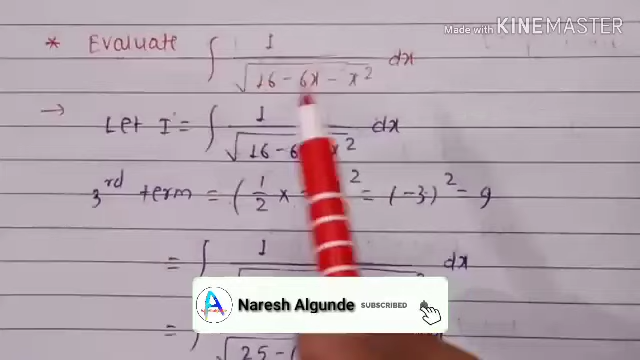 Made with KINEMASTER
* Evaluate ∫ 1 / √(16 - 6x - x²) dx
→ Let I = ∫ 1 / √(16 - 6 x² dx
3rd term = (1/2 × ² = (-3)² = 9
= ∫ 1 dx
= ∫ √25 -
Naresh Algunde SUBSCRIBED